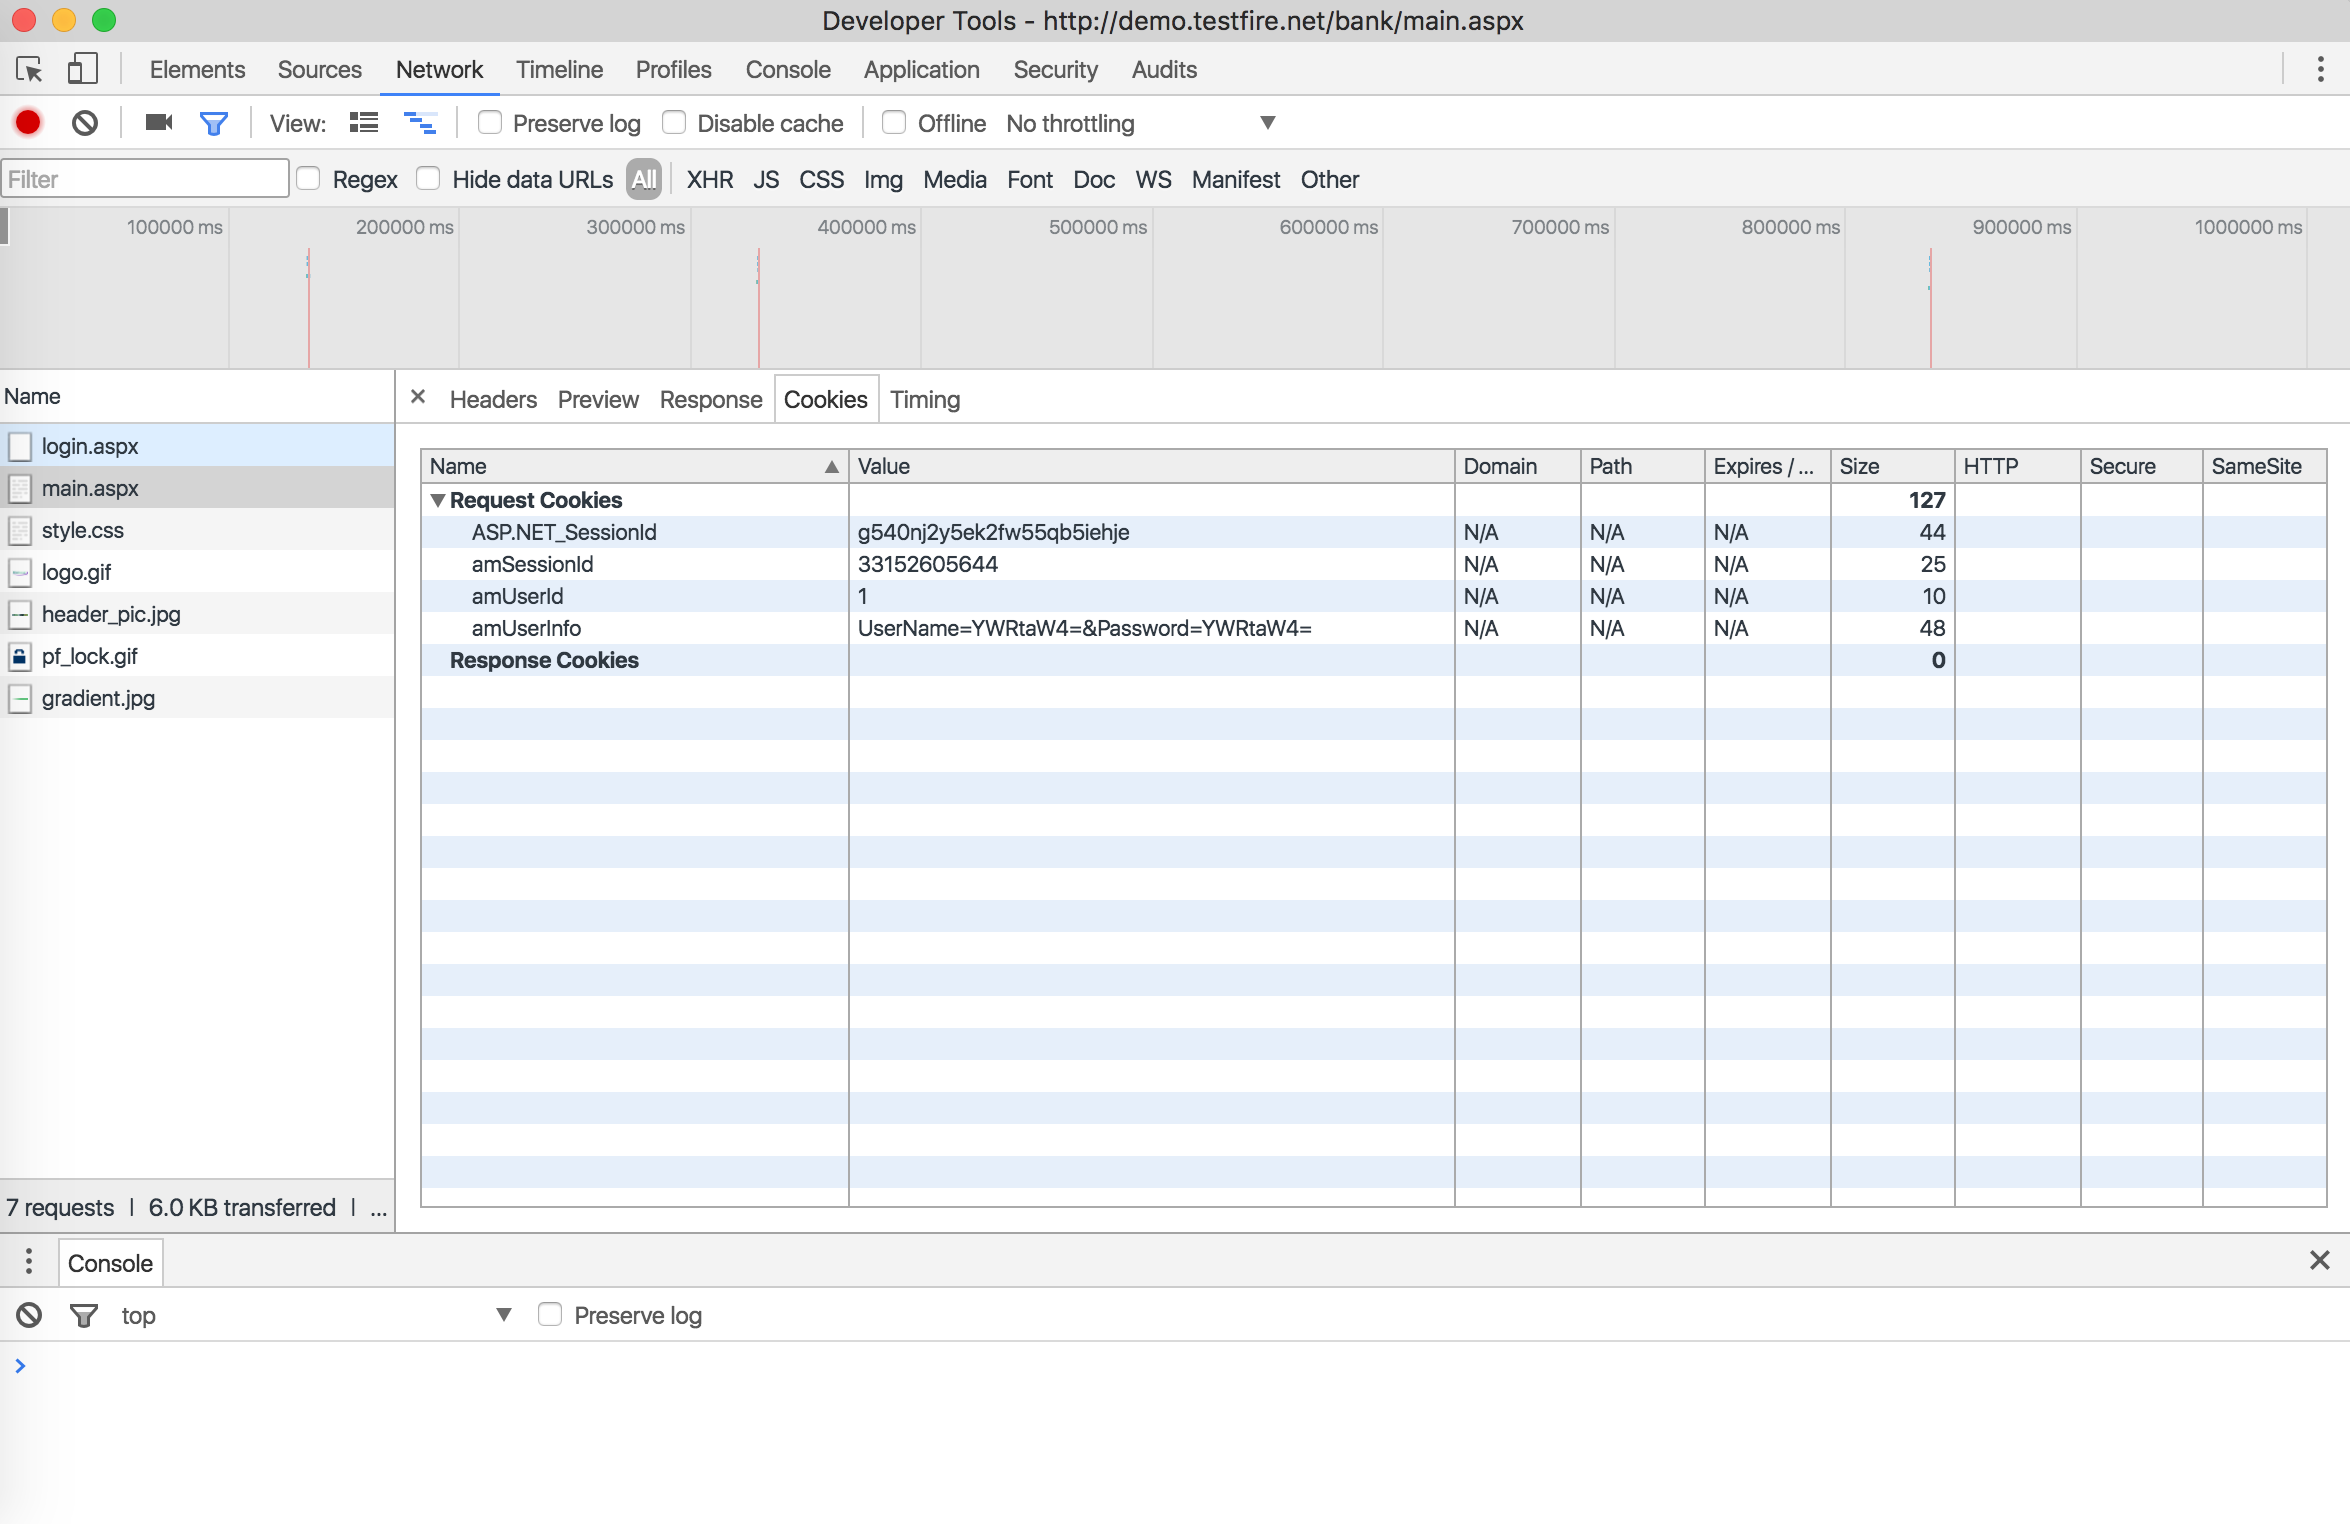 Developer Tools - http://demo.testfire.net/bank/main.aspx
Elements Sources Network Timeline Profiles Console Application Security Audits
View: Preserve log Disable cache Offline No throttling
Filter Regex Hide data URLs All XHR JS CSS Img Media Font Doc WS Manifest Other
100000 ms 200000 ms 300000 ms 400000 ms 500000 ms 600000 ms 700000 ms 800000 ms 900000 ms 1000000 ms
Name
login.aspx
main.aspx
style.css
logo.gif
header_pic.jpg
pf_lock.gif
gradient.jpg
7 requests | 6.0 KB transferred | ...
× Headers Preview Response Cookies Timing
Name Value Domain Path Expires / ... Size HTTP Secure SameSite
Request Cookies 127
ASP.NET_SessionId g540nj2y5ek2fw55qb5iehje N/A N/A N/A 44
amSessionId 33152605644 N/A N/A N/A 25
amUserId 1 N/A N/A N/A 10
amUserInfo UserName=YWRtaW4=&Password=YWRtaW4= N/A N/A N/A 48
Response Cookies 0
Console
top Preserve log